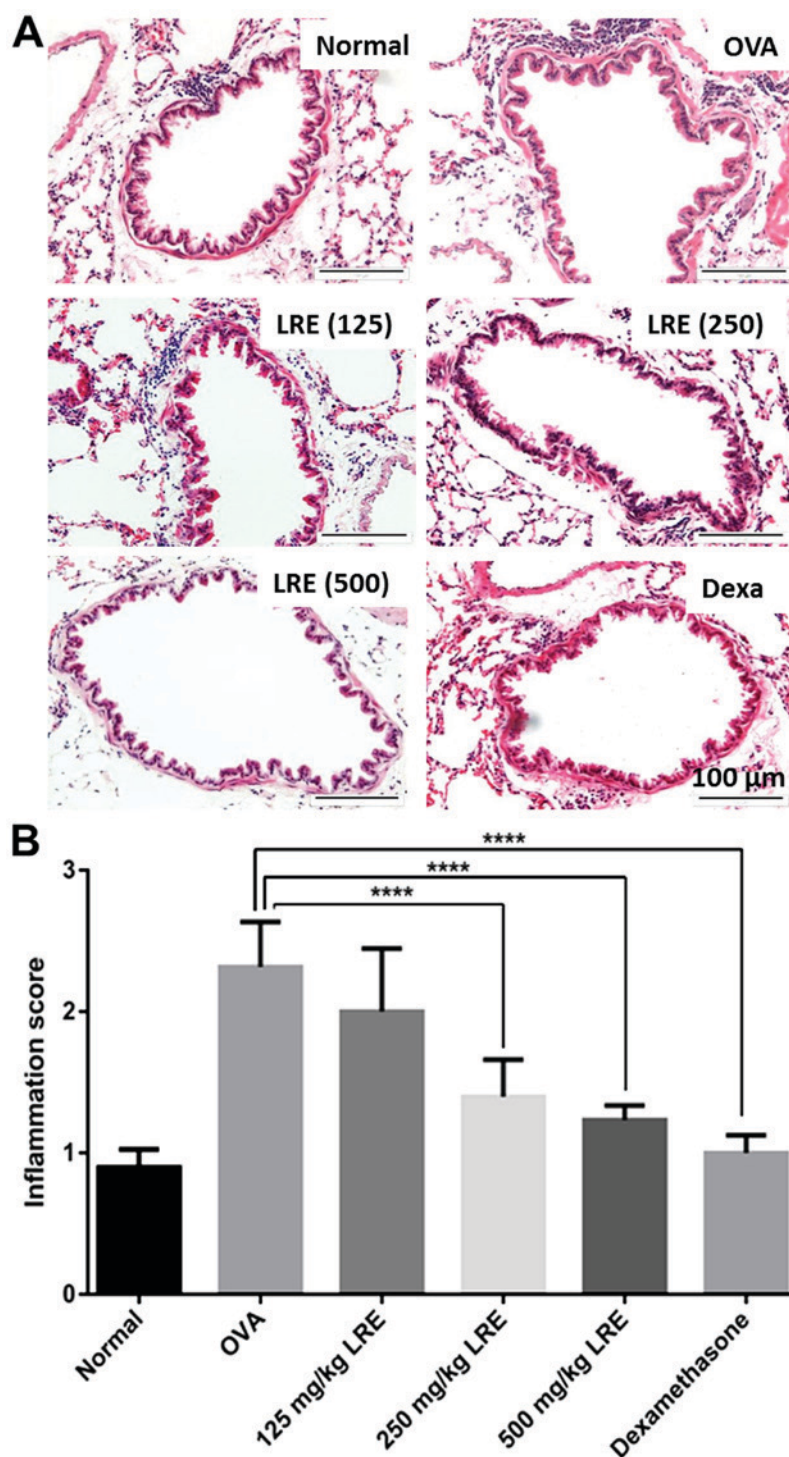 A
Normal
OVA
LRE (125)
LRE (250)
LRE (500)
Dexa
100 µm
B
****
****
****
Inflammation score
3
2
1
0
Normal
OVA
125 mg/kg LRE
250 mg/kg LRE
500 mg/kg LRE
Dexamethasone